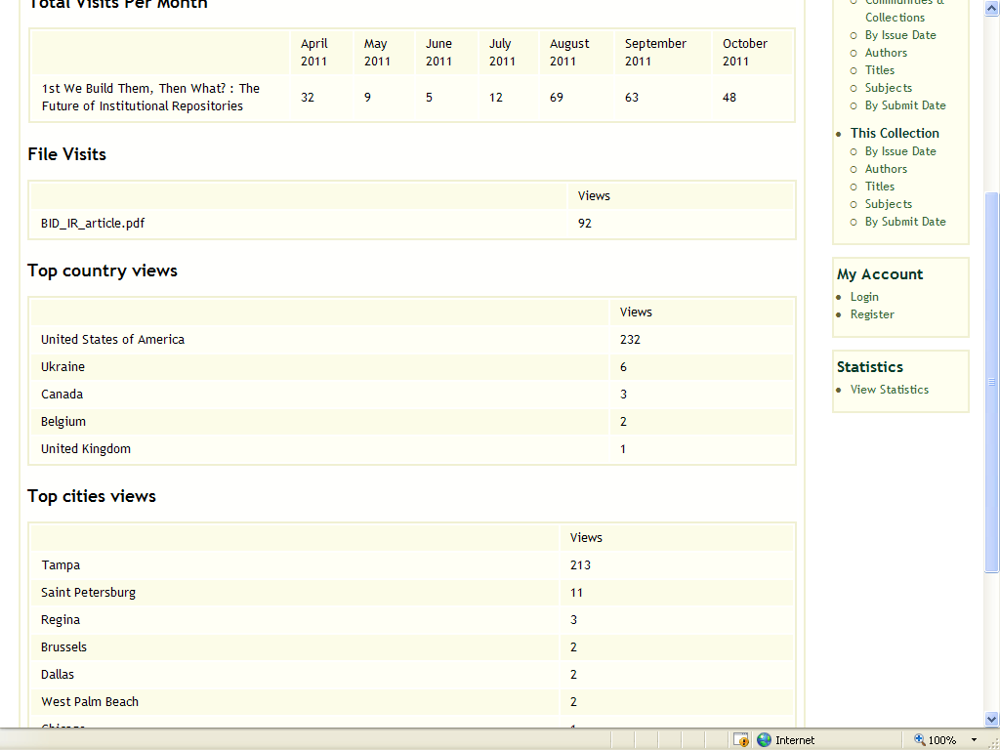 Total Visits Per Month
April 2011 May 2011 June 2011 July 2011 August 2011 September 2011 October 2011
1st We Build Them, Then What? : The
Future of Institutional Repositories 32 9 5 12 69 63 48
File Visits
Views
BID_IR_article.pdf 92
Top country views
Views
United States of America 232
Ukraine 6
Canada 3
Belgium 2
United Kingdom 1
Top cities views
Views
Tampa 213
Saint Petersburg 11
Regina 3
Brussels 2
Dallas 2
West Palm Beach 2
Communities &
Collections
By Issue Date
Authors
Titles
Subjects
By Submit Date
This Collection
By Issue Date
Authors
Titles
Subjects
By Submit Date
My Account
Login
Register
Statistics
View Statistics
Internet 100%